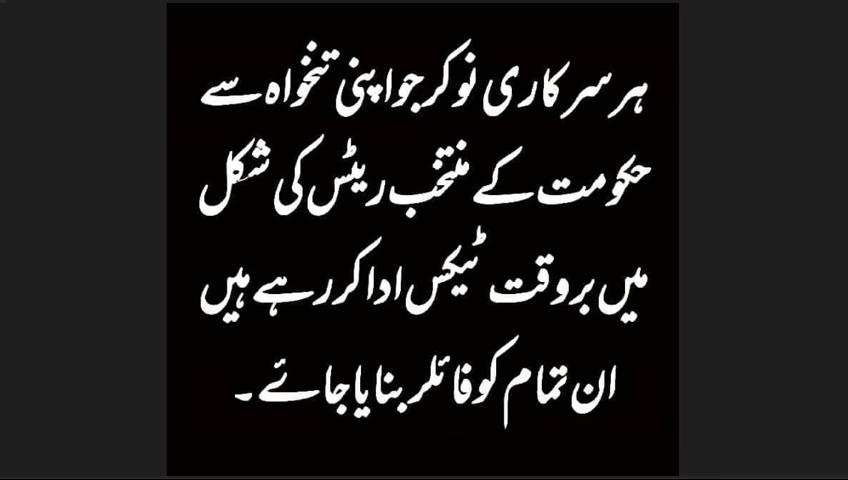 ہر سرکاری نوکر جو اپنی تنخواہ سے
حکومت کے منتخب ریٹس کی شکل
میں بروقت ٹیکس ادا کر رہے ہیں
ان تمام کو فائلر بنایا جائے۔